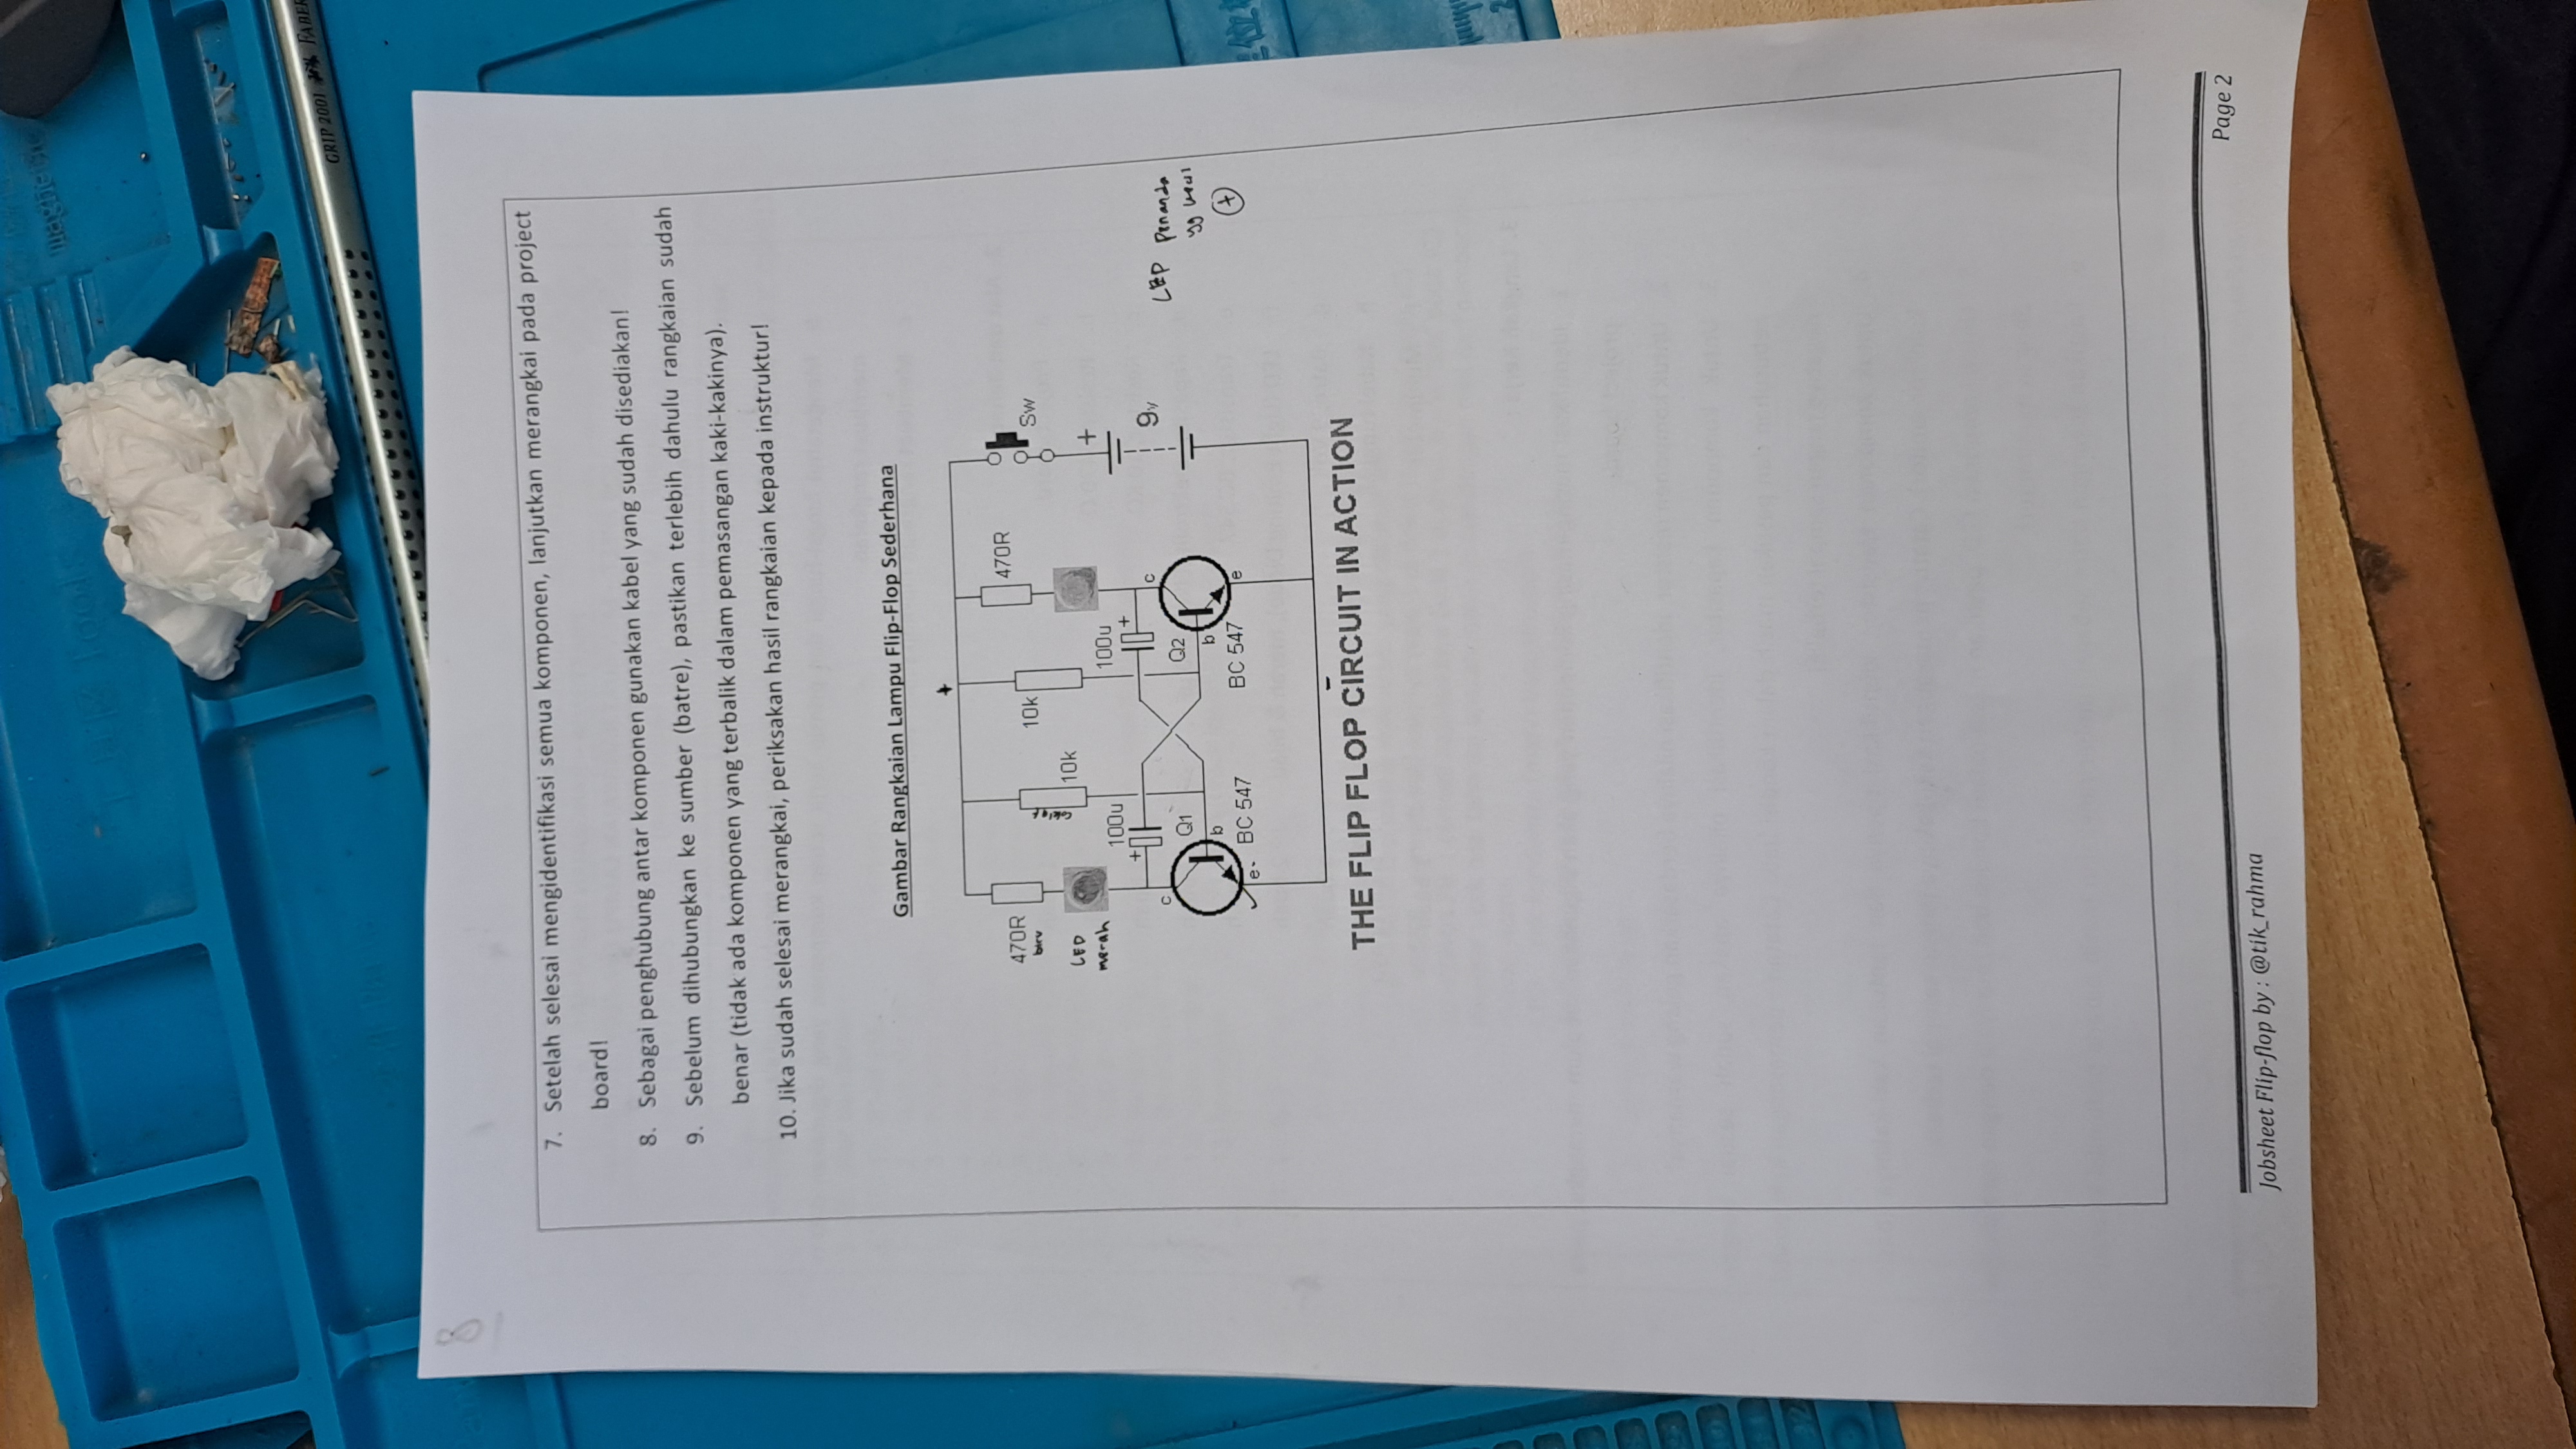 magnetic
GRIP 2001 FABER
8
7. Setelah selesai mengidentifikasi semua komponen, lanjutkan merangkai pada project
board!
8. Sebagai penghubung antar komponen gunakan kabel yang sudah disediakan!
9. Sebelum dihubungkan ke sumber (batre), pastikan terlebih dahulu rangkaian sudah
benar (tidak ada komponen yang terbalik dalam pemasangan kaki-kakinya).
10. Jika sudah selesai merangkai, periksakan hasil rangkaian kepada instruktur!
Gambar Rangkaian Lampu Flip-Flop Sederhana
+
470R
biru
LED
merah
coklat
10k
10k
470R
Sw
100u
+
100u
+
+
9v
c
Q1
b
e-
BC 547
Q2
c
b
e
BC 547
-
LED Penanda
yg
+
THE FLIP FLOP CIRCUIT IN ACTION
Jobsheet Flip-flop by : @tik_rahma
Page 2